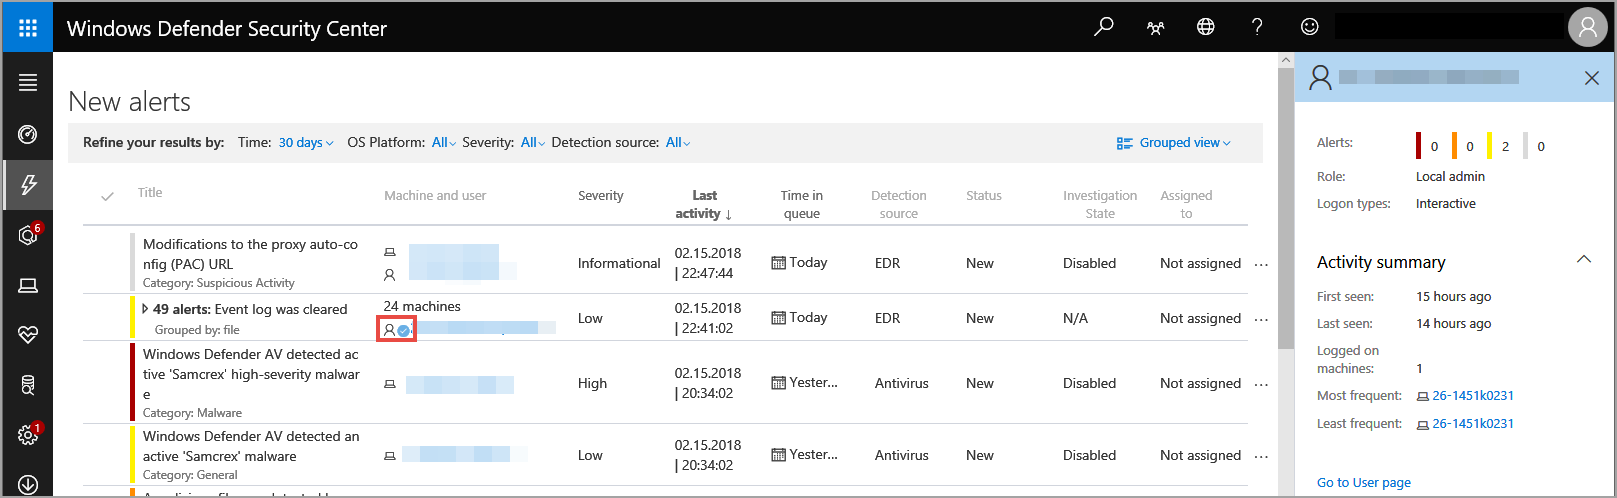 Windows Defender Security Center
New alerts
Refine your results by: Time: 30 days OS Platform: All Severity: All Detection source: All Grouped view
Title Machine and user Severity Last activity ↓ Time in queue Detection source Status Investigation State Assigned to
Modifications to the proxy auto-co
nfig (PAC) URL
Category: Suspicious Activity
Informational
02.15.2018
| 22:47:44
Today
EDR
New
Disabled
Not assigned
...
49 alerts: Event log was cleared
Grouped by: file
24 machines
Low
02.15.2018
| 22:41:02
Today
EDR
New
N/A
Not assigned
...
Windows Defender AV detected act
ive 'Samcrex' high-severity malwar
e
Category: Malware
High
02.15.2018
| 20:34:02
Yester...
Antivirus
New
Disabled
Not assigned
...
Windows Defender AV detected an
active 'Samcrex' malware
Category: General
Low
02.15.2018
| 20:34:02
Yester...
Antivirus
New
Disabled
Not assigned
...
6
1
Alerts: 0 0 2 0
Role: Local admin
Logon types: Interactive
Activity summary
First seen: 15 hours ago
Last seen: 14 hours ago
Logged on
machines: 1
Most frequent: 26-1451k0231
Least frequent: 26-1451k0231
Go to User page